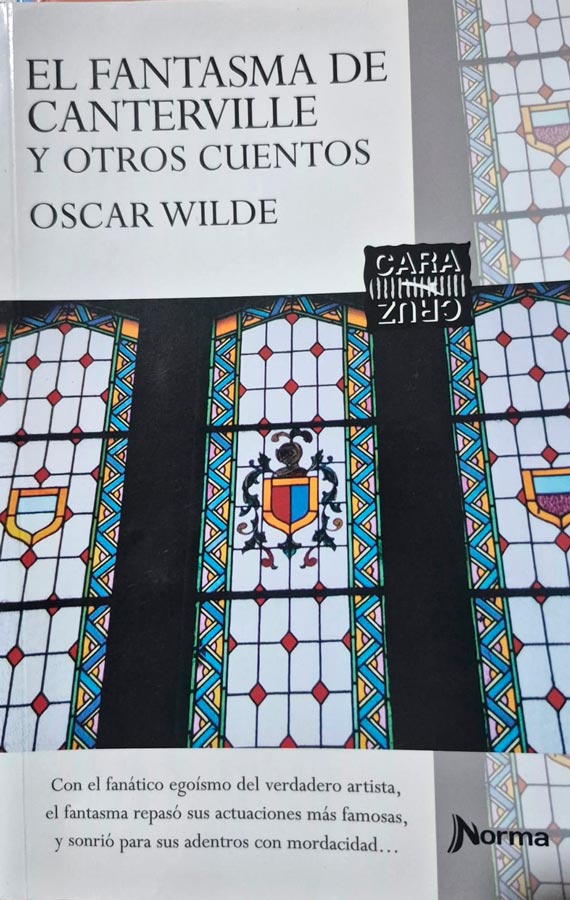 EL FANTASMA DE
CANTERVILLE
Y OTROS CUENTOS
OSCAR WILDE
CARA
CRUZ
Con el fanático egoísmo del verdadero artista,
el fantasma repasó sus actuaciones más famosas,
y sonrió para sus adentros con mordacidad...
Norma